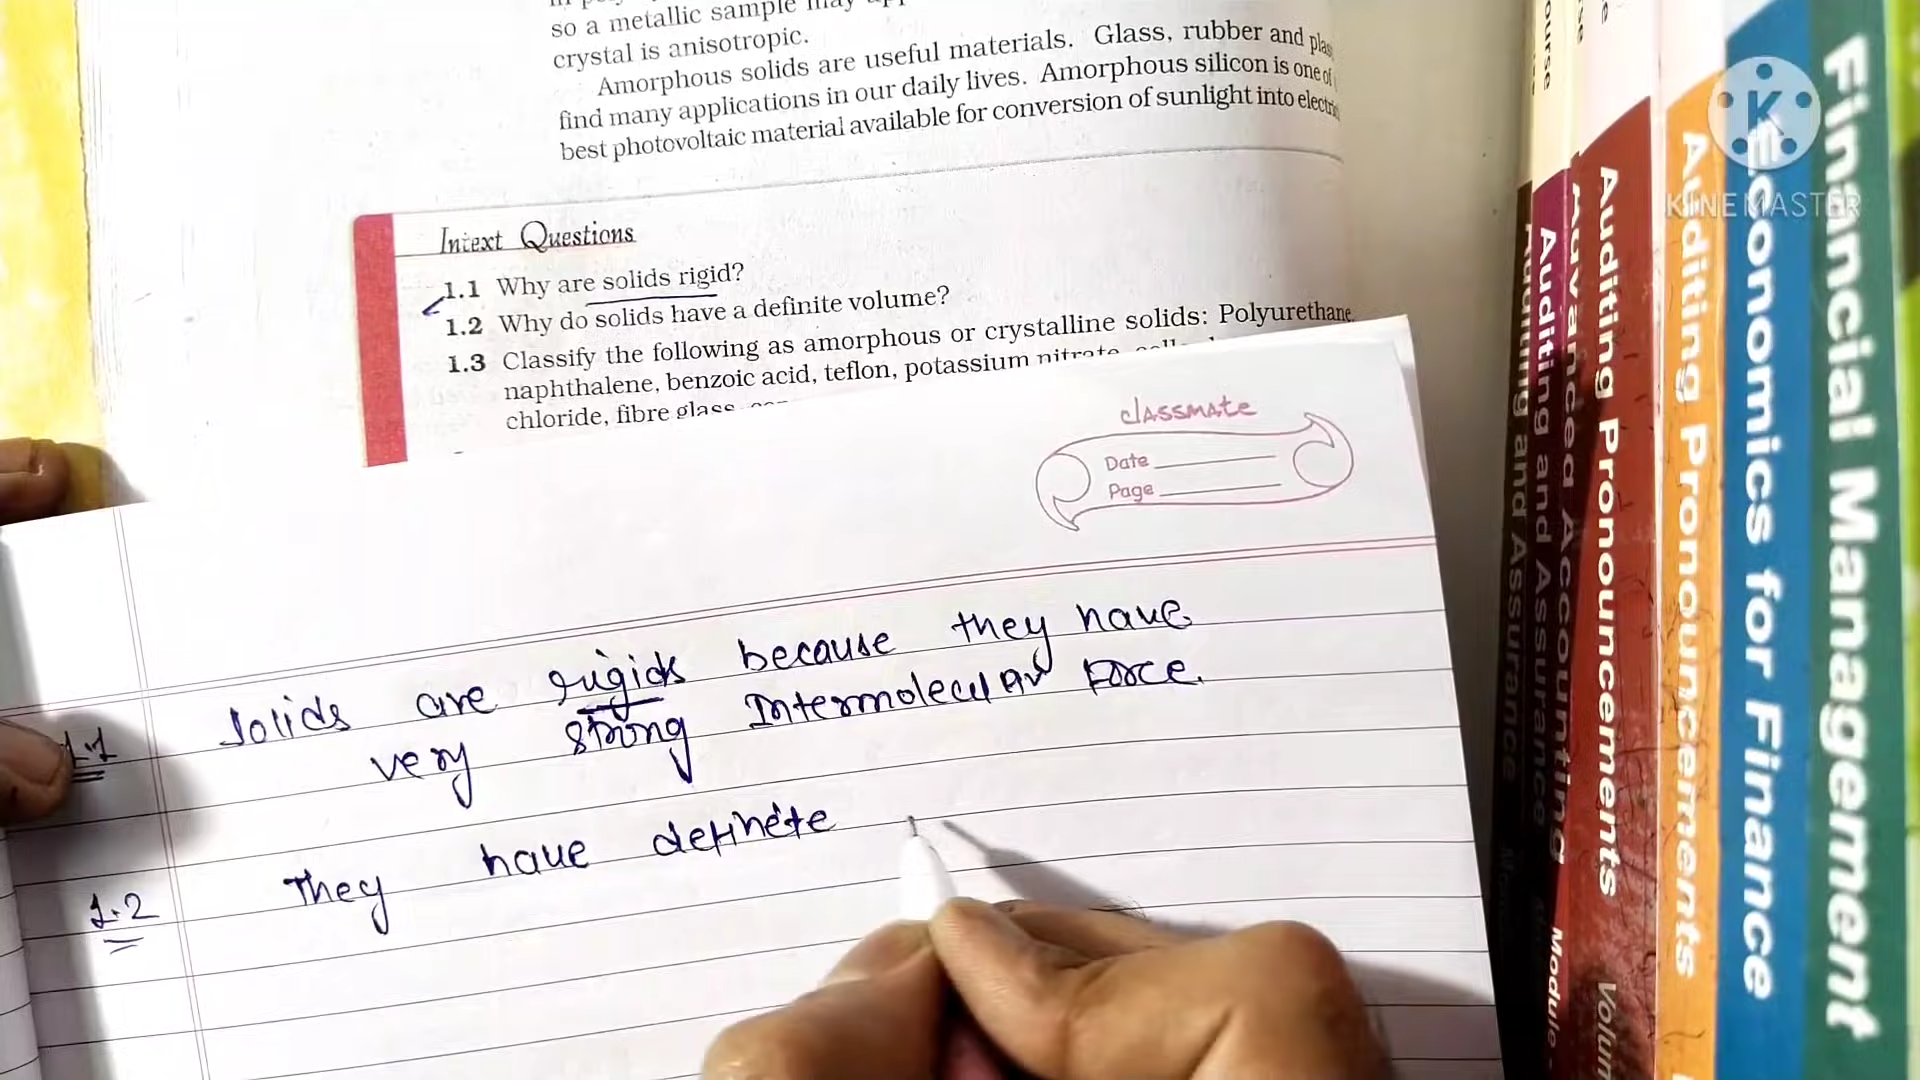 so a metallic sample may
crystal is anisotropic.
Amorphous solids are useful materials. Glass, rubber and plas
find many applications in our daily lives. Amorphous silicon is one of
best photovoltaic material available for conversion of sunlight into electri
Intext Questions
1.1 Why are solids rigid?
1.2 Why do solids have a definite volume?
1.3 Classify the following as amorphous or crystalline solids: Polyurethane,
naphthalene, benzoic acid, teflon, potassium nitrate,
chloride, fibre glass,
classmate
Date
Page
1.1 Solids are rigids because they have
very strong Intermolecular Force.
1.2 They have definete
K
KINEMASTER
Auditing and Assurance
Auditing and Assurance
Advanced Accounting
Module
Auditing Pronouncements
Volum
Auditing Pronouncements
Economics for Finance
Financial Management